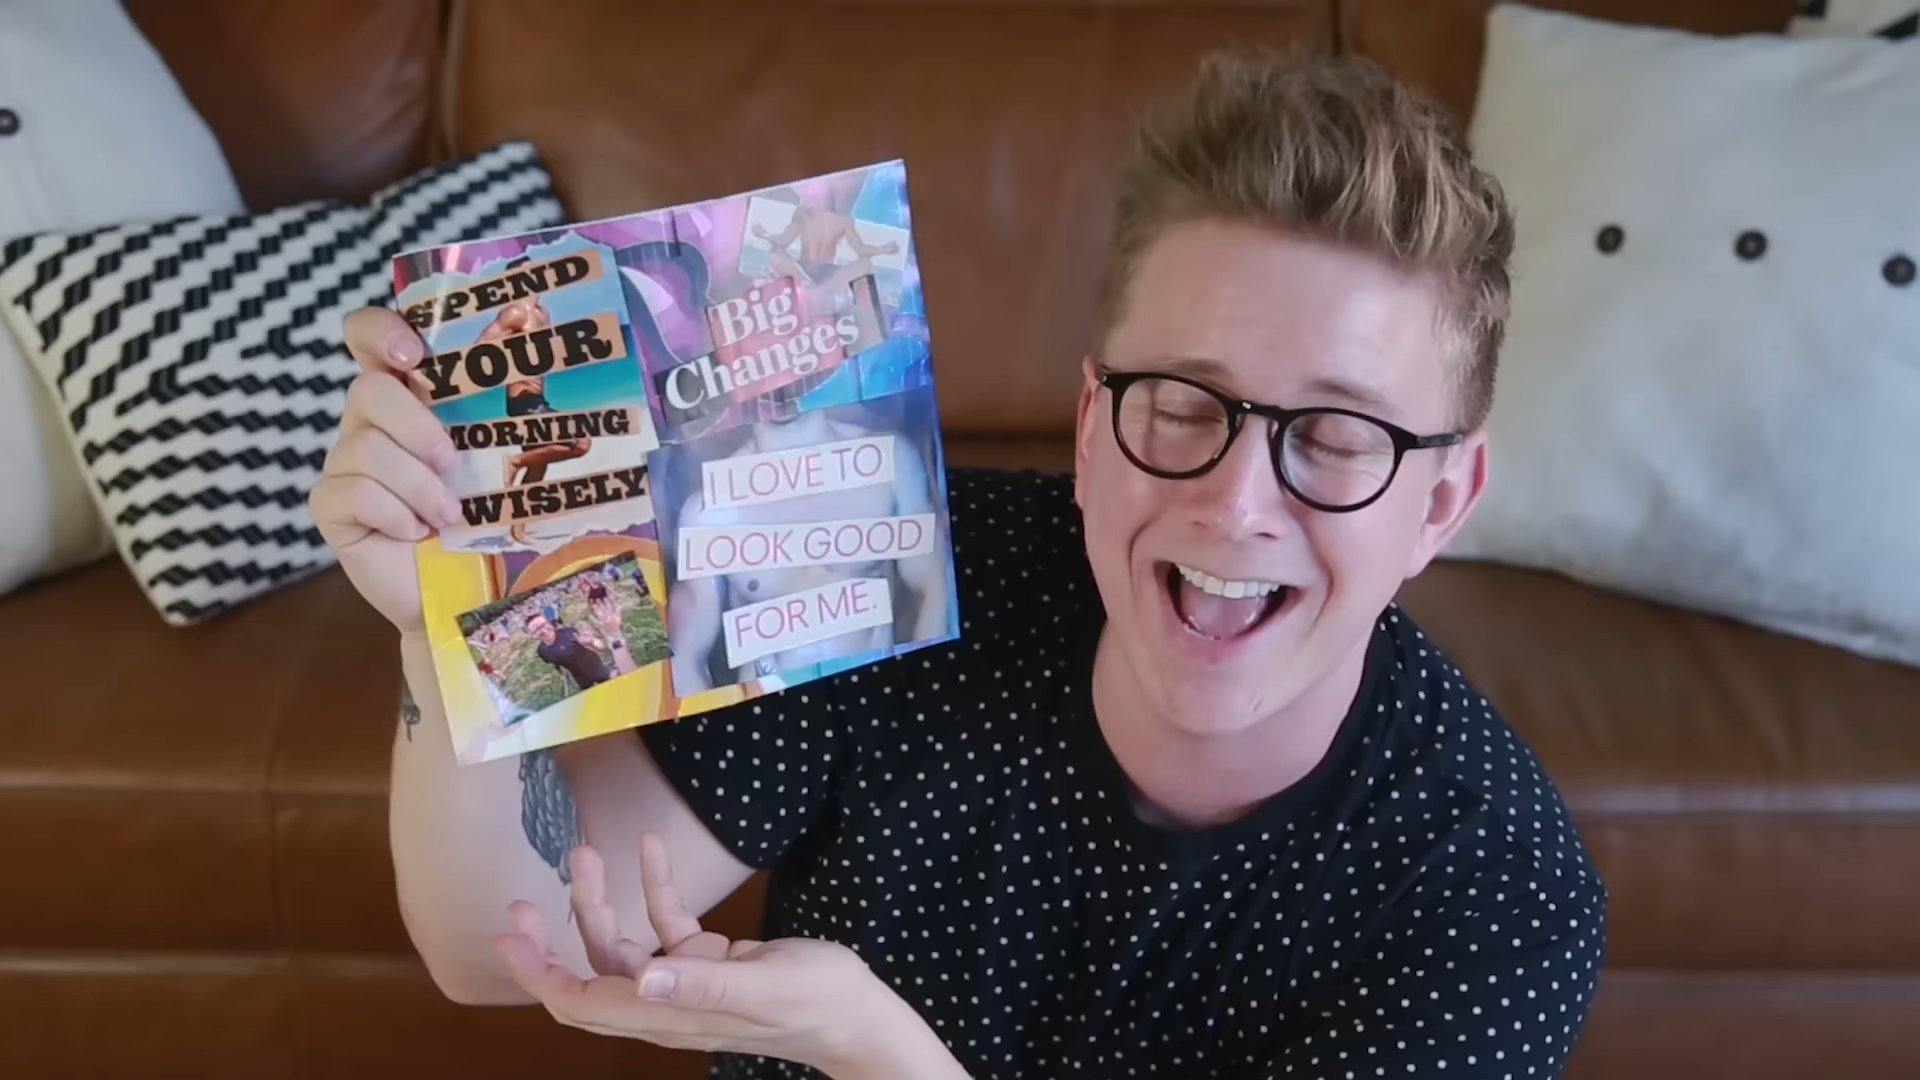 SPEND
YOUR
MORNING
WISELY
Big
Changes
I LOVE TO
LOOK GOOD
FOR ME.